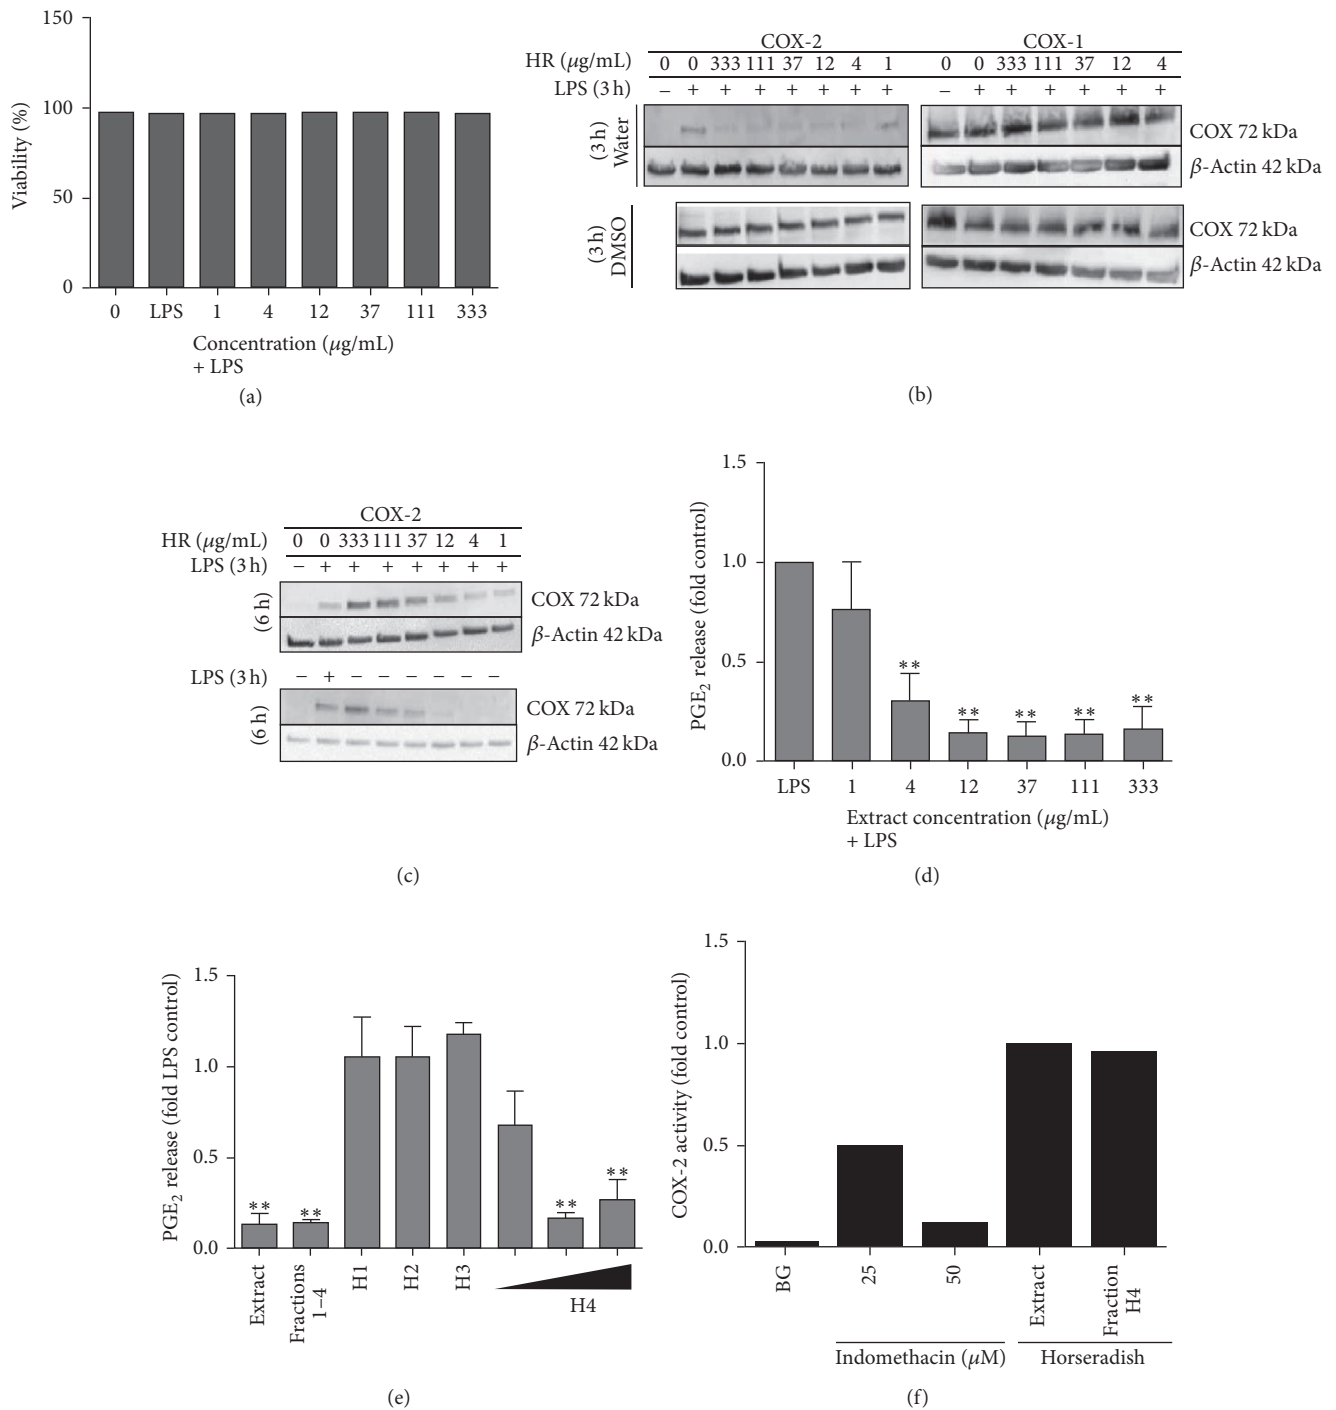 150
100
50
0
Viability (%)
0 LPS 1 4 12 37 111 333
Concentration (μg/mL)
+ LPS
(a)
COX-2 COX-1
HR (μg/mL) 0 0 333 111 37 12 4 1 0 0 333 111 37 12 4
LPS (3 h) − + + + + + + + − + + + + + +
(3 h)
Water
COX 72 kDa
β-Actin 42 kDa
(3 h)
DMSO
COX 72 kDa
β-Actin 42 kDa
(b)
COX-2
HR (μg/mL) 0 0 333 111 37 12 4 1
LPS (3 h) − + + + + + + +
(6 h)
COX 72 kDa
β-Actin 42 kDa
LPS (3 h) − + − − − − − −
(6 h)
COX 72 kDa
β-Actin 42 kDa
(c)
1.5
1.0
0.5
0.0
PGE₂ release (fold control)
** ** ** ** **
LPS 1 4 12 37 111 333
Extract concentration (μg/mL)
+ LPS
(d)
1.5
1.0
0.5
0.0
PGE₂ release (fold LPS control)
** ** ** **
Extract
Fractions
1–4
H1
H2
H3
H4
(e)
1.5
1.0
0.5
0.0
COX-2 activity (fold control)
BG
25
50
Extract
Fraction
H4
Indomethacin (μM) Horseradish
(f)